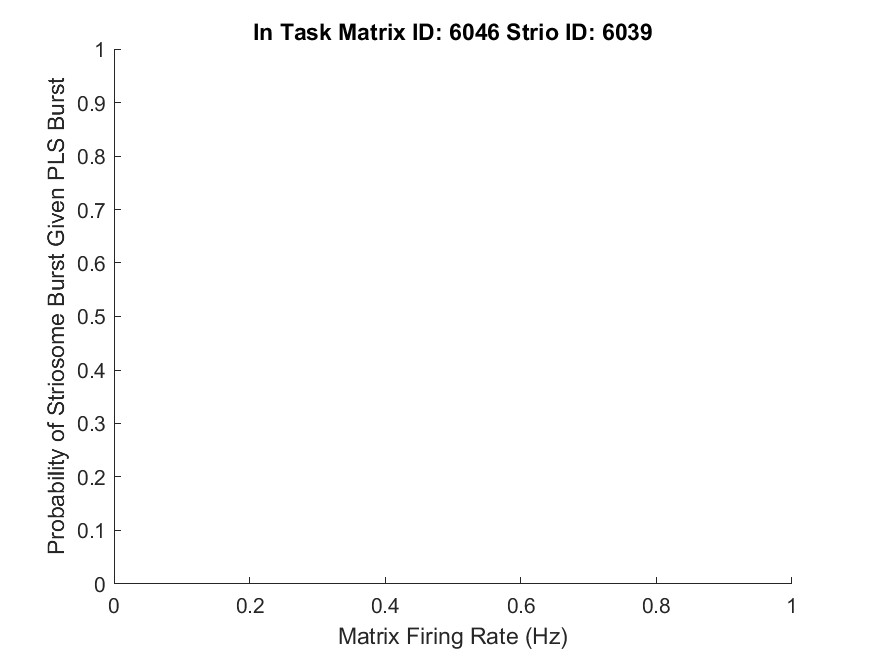 In Task Matrix ID: 6046 Strio ID: 6039
Probability of Striosome Burst Given PLS Burst
1
0.9
0.8
0.7
0.6
0.5
0.4
0.3
0.2
0.1
0
0 0.2 0.4 0.6 0.8 1
Matrix Firing Rate (Hz)